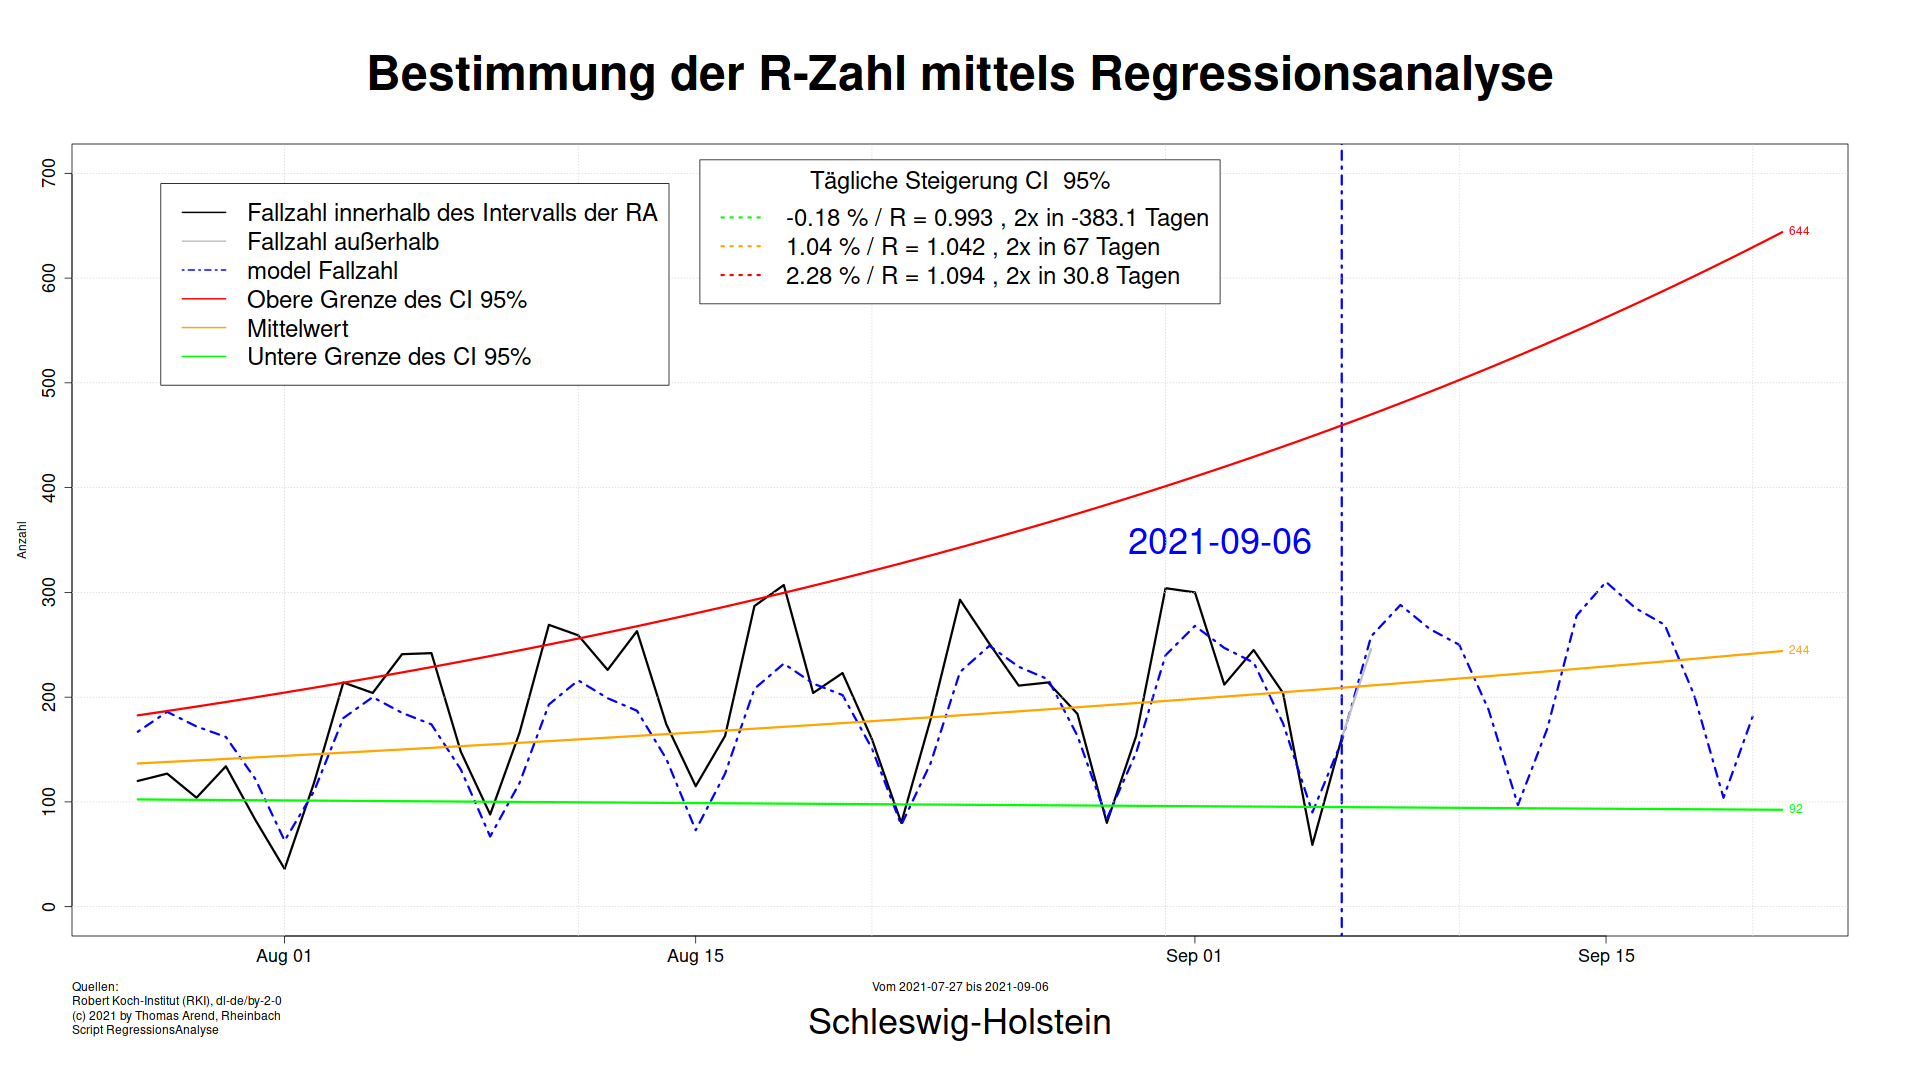 Bestimmung der R-Zahl mittels Regressionsanalyse
Anzahl
700
600
500
400
300
200
100
0
Fallzahl innerhalb des Intervalls der RA
Fallzahl außerhalb
model Fallzahl
Obere Grenze des CI 95%
Mittelwert
Untere Grenze des CI 95%
Tägliche Steigerung CI  95%
-0.18 % / R = 0.993 , 2x in -383.1 Tagen
1.04 % / R = 1.042 , 2x in 67 Tagen
2.28 % / R = 1.094 , 2x in 30.8 Tagen
644
2021-09-06
244
92
Aug 01
Aug 15
Sep 01
Sep 15
Quellen:
Robert Koch-Institut (RKI), dl-de/by-2-0
(c) 2021 by Thomas Arend, Rheinbach
Script RegressionsAnalyse
Vom 2021-07-27 bis 2021-09-06
Schleswig-Holstein